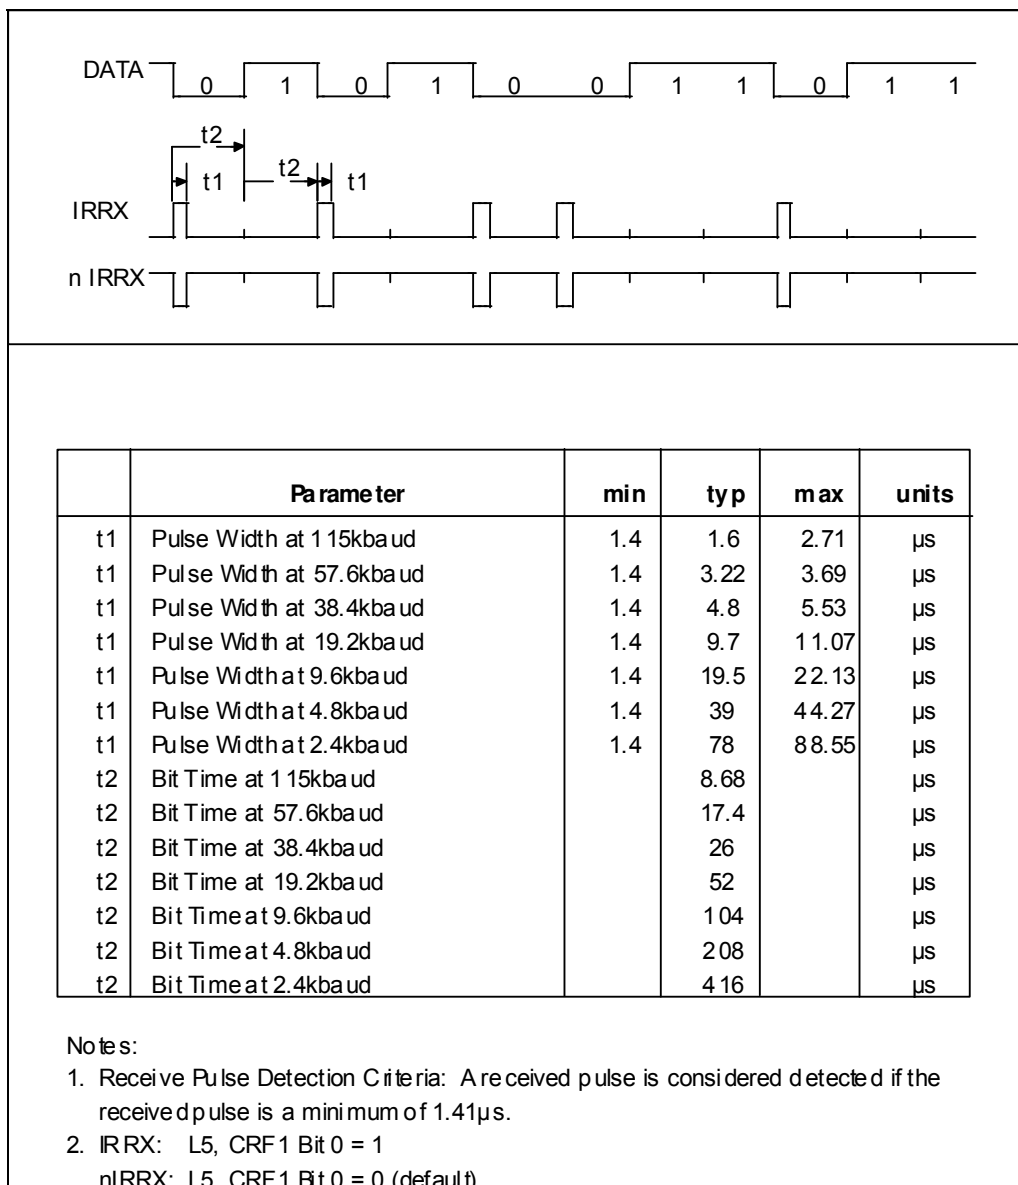 DATA 0 1 0 1 0 0 1 1 0 1 1
t2
t1 t2 t1
IRRX
n IRRX
Parameter min typ max units
t1 Pulse Width at 115kbaud 1.4 1.6 2.71 µs
t1 Pulse Width at 57.6kbaud 1.4 3.22 3.69 µs
t1 Pulse Width at 38.4kbaud 1.4 4.8 5.53 µs
t1 Pulse Width at 19.2kbaud 1.4 9.7 11.07 µs
t1 Pulse Width at 9.6kbaud 1.4 19.5 22.13 µs
t1 Pulse Width at 4.8kbaud 1.4 39 44.27 µs
t1 Pulse Width at 2.4kbaud 1.4 78 88.55 µs
t2 Bit Time at 115kbaud 8.68 µs
t2 Bit Time at 57.6kbaud 17.4 µs
t2 Bit Time at 38.4kbaud 26 µs
t2 Bit Time at 19.2kbaud 52 µs
t2 Bit Time at 9.6kbaud 104 µs
t2 Bit Time at 4.8kbaud 208 µs
t2 Bit Time at 2.4kbaud 416 µs
Notes:
1. Receive Pulse Detection Criteria: A received pulse is considered detected if the
received pulse is a minimum of 1.41µs.
2. IRRX: L5, CRF1 Bit 0 = 1
nIRRX: L5, CRF1 Bit 0 = 0 (default)